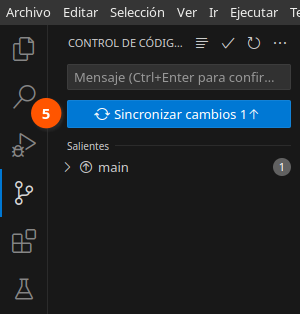 Archivo Editar Selección Ver Ir Ejecutar Te
CONTROL DE CÓDIG...
Mensaje (Ctrl+Enter para confir...
5
Sincronizar cambios 1↑
Salientes
main
1